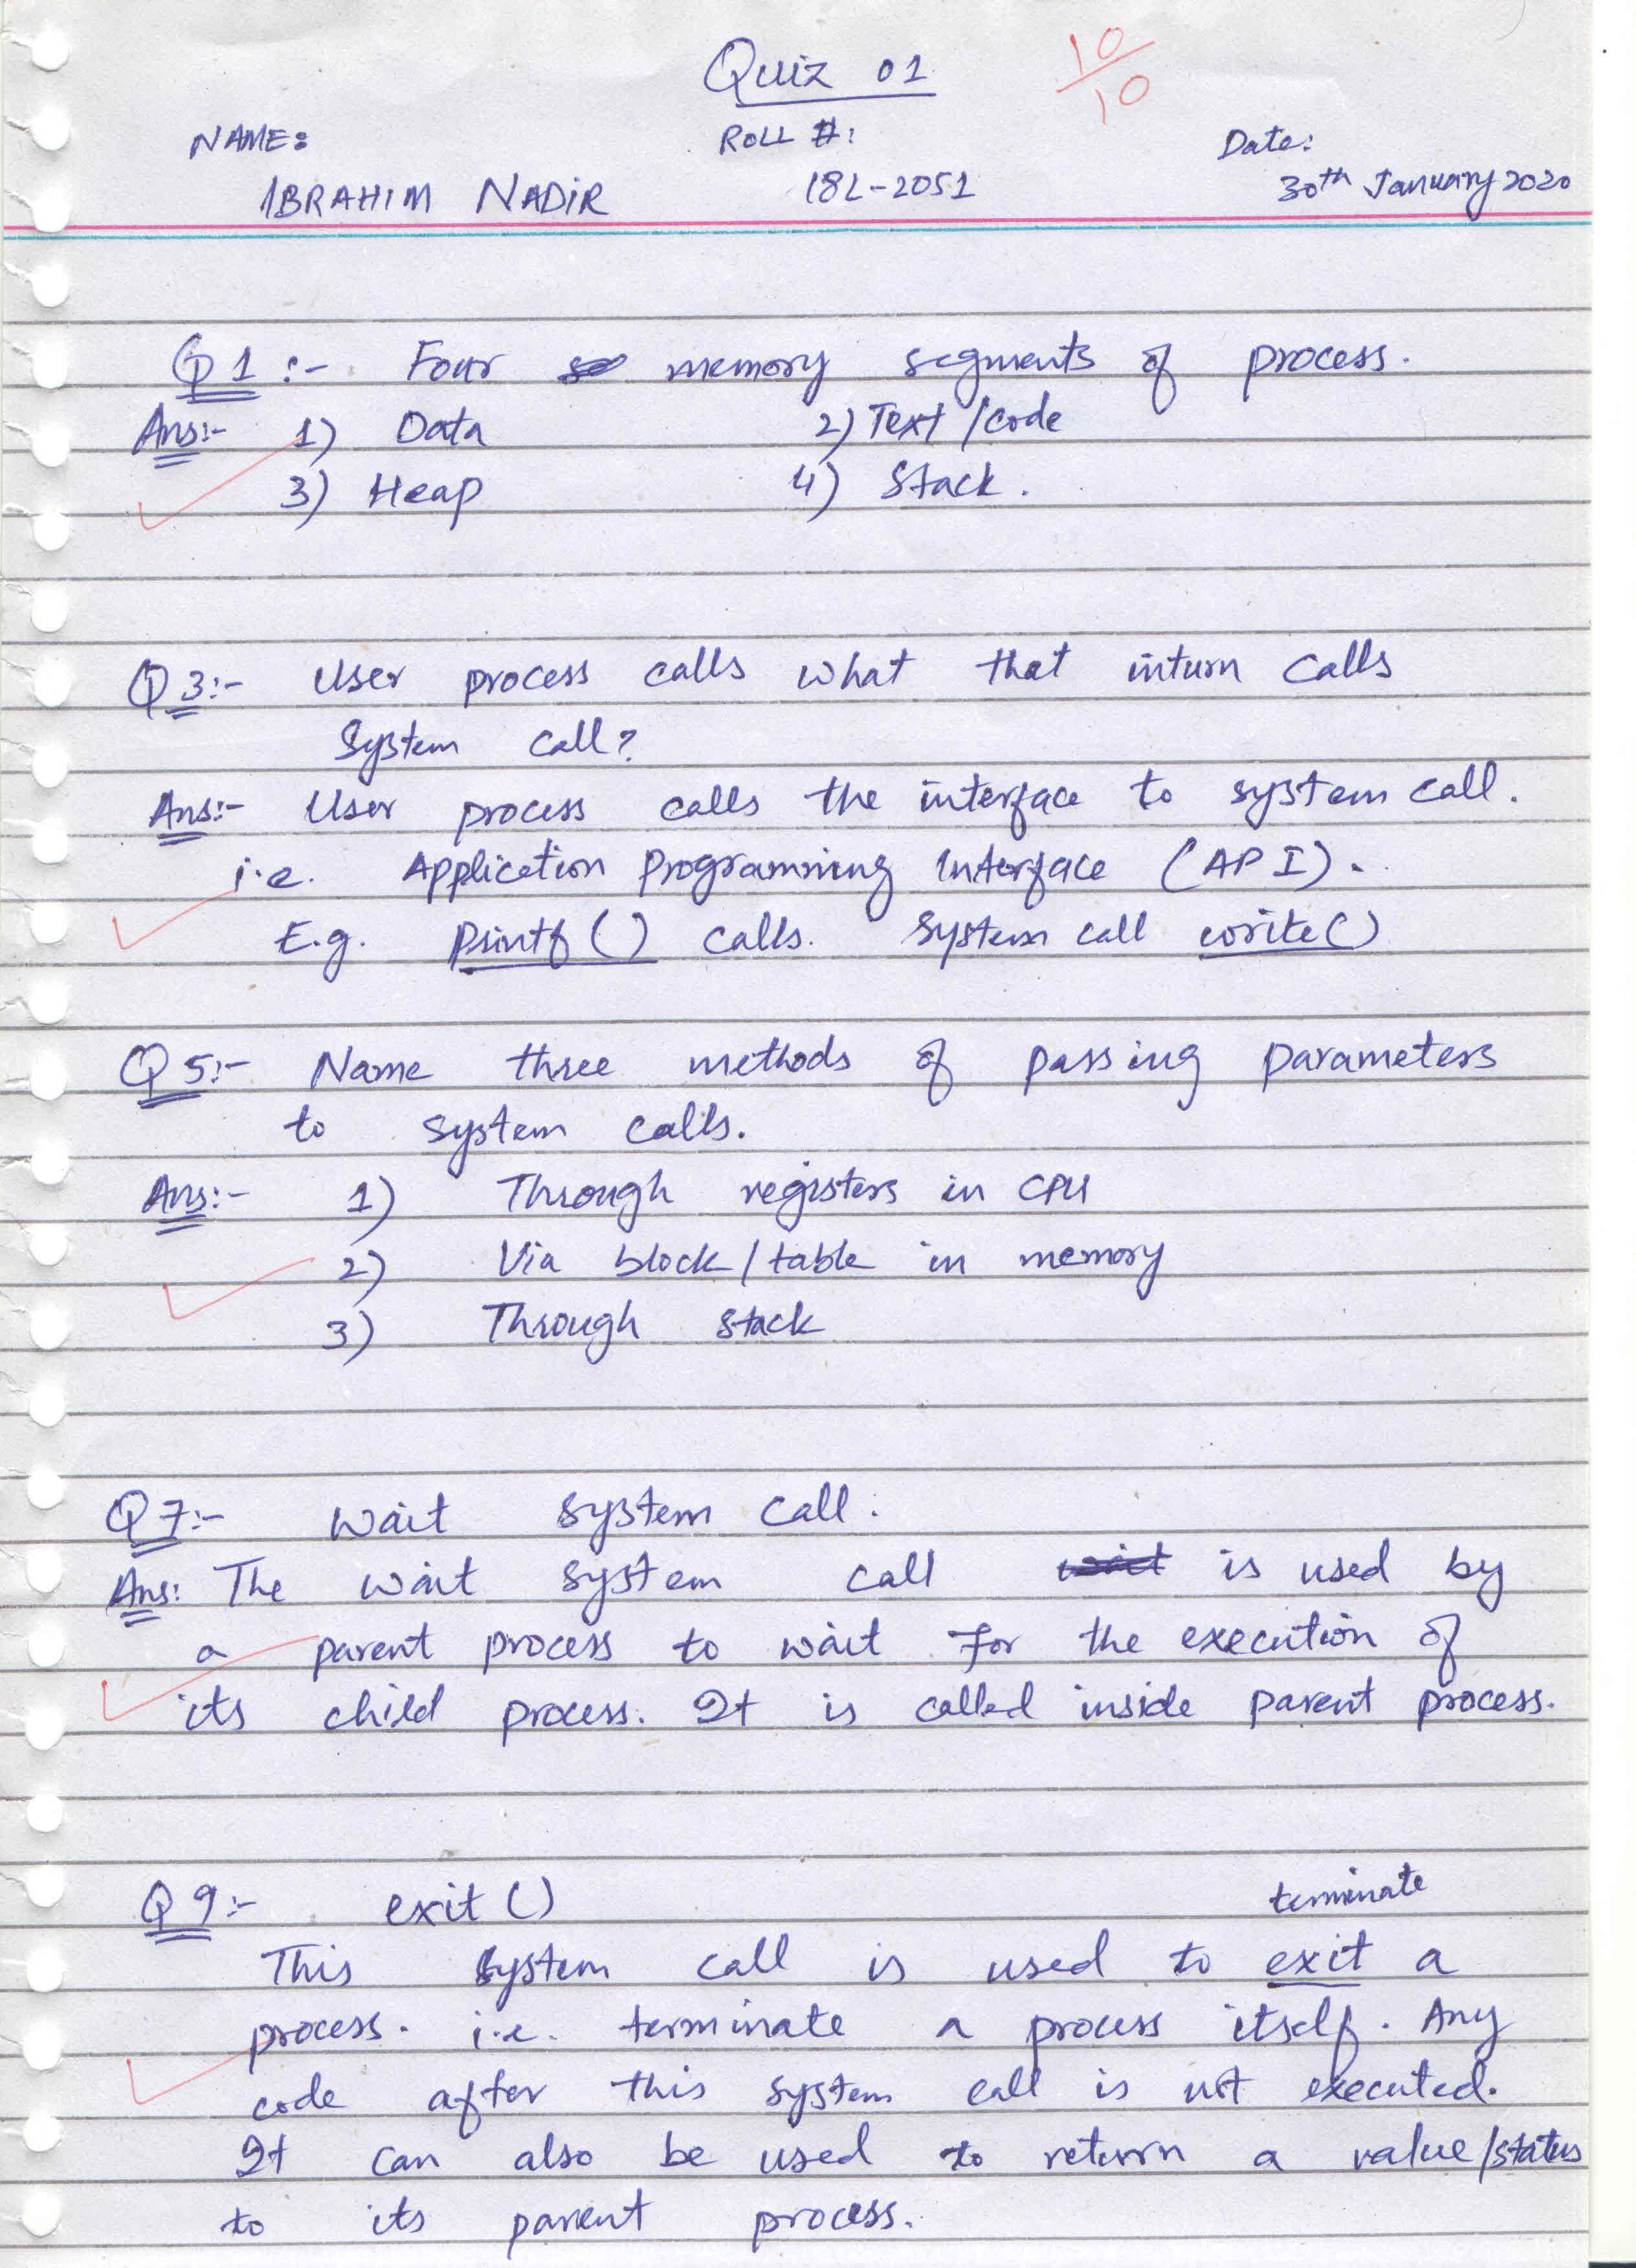 Quiz 01
10/10
NAME: ROLL #: Date:
IBRAHIM NADIR 18L-2051 30th January 2020
Q1:- Four memory segments of process.
Ans:- 1) Data 2) Text/code
3) Heap 4) Stack.
Q3:- User process calls what that inturn calls
System call?
Ans:- User process calls the interface to system call.
i.e. Application Programming Interface (API).
E.g. printf() calls. System call write()
Q5:- Name three methods of passing parameters
to system calls.
Ans:- 1) Through registers in CPU
2) Via block/table in memory
3) Through stack
Q7:- Wait system call.
Ans: The wait system call wait is used by
a parent process to wait for the execution of
its child process. It is called inside parent process.
Q9:- exit()
terminate
This system call is used to exit a
process. i.e. terminate a process itself. Any
code after this system call is not executed.
It can also be used to return a value/status
to its parent process.